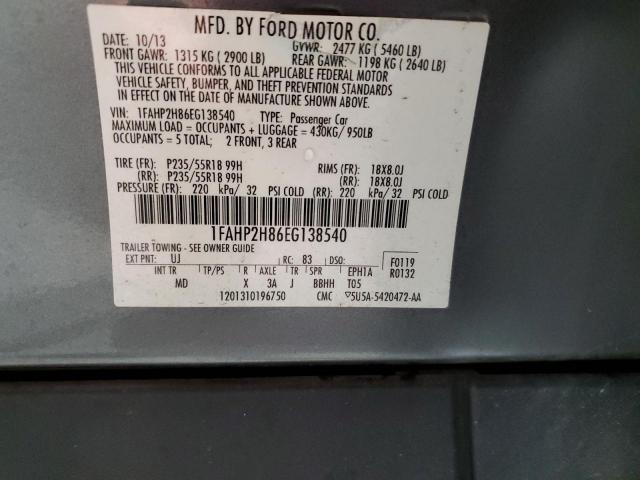 MFD. BY FORD MOTOR CO.
DATE: 10/13 GVWR: 2477 KG ( 5460 LB)
FRONT GAWR: 1315 KG ( 2900 LB) REAR GAWR: 1198 KG ( 2640 LB)
THIS VEHICLE CONFORMS TO ALL APPLICABLE FEDERAL MOTOR
VEHICLE SAFETY, BUMPER, AND THEFT PREVENTION STANDARDS
IN EFFECT ON THE DATE OF MANUFACTURE SHOWN ABOVE.
VIN: 1FAHP2H86EG138540 TYPE: Passenger Car
MAXIMUM LOAD = OCCUPANTS + LUGGAGE = 430KG/ 950LB
OCCUPANTS = 5 TOTAL; 2 FRONT, 3 REAR
TIRE (FR): P235/55R18 99H RIMS (FR): 18X8.0J
(RR): P235/55R18 99H (RR): 18X8.0J
PRESSURE (FR): 220 kPa/ 32 PSI COLD (RR): 220 kPa/ 32 PSI COLD
1FAHP2H86EG138540
TRAILER TOWING - SEE OWNER GUIDE
EXT PNT: UJ RC: 83 DSO: F0119
INT TR TP/PS R AXLE TR SPR EPH1A R0132
MD X 3A J BBHH T05
1201310196750 CMC ▽5U5A-5420472-AA